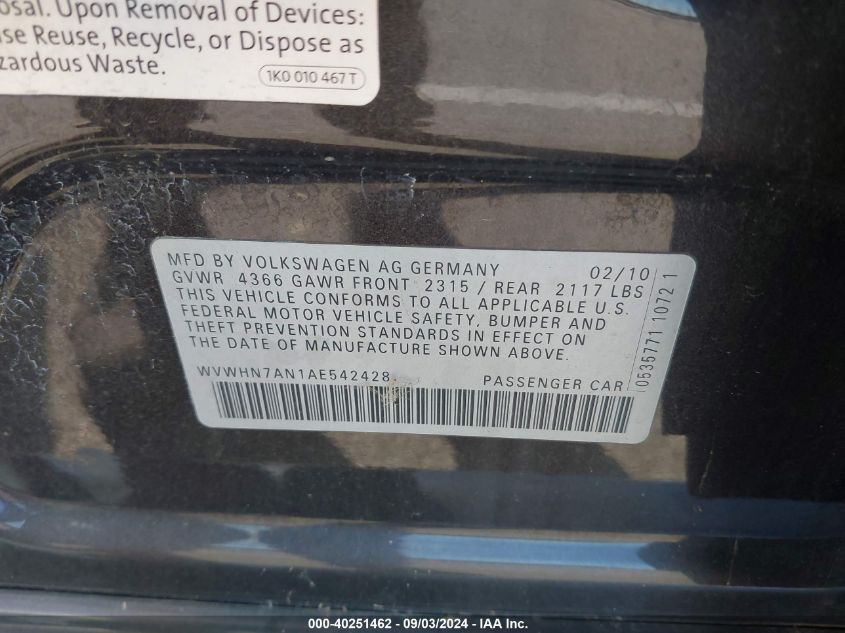 osal. Upon Removal of Devices:
se Reuse, Recycle, or Dispose as
zardous Waste.
1K0 010 467 T
MFD BY VOLKSWAGEN AG GERMANY 02/10
GVWR 4366 GAWR FRONT 2315 / REAR 2117 LBS
THIS VEHICLE CONFORMS TO ALL APPLICABLE U.S.
FEDERAL MOTOR VEHICLE SAFETY, BUMPER AND
THEFT PREVENTION STANDARDS IN EFFECT ON
THE DATE OF MANUFACTURE SHOWN ABOVE.
WVWHN7AN1AE542428 PASSENGER CAR
10535771 1072 1
000-40251462 - 09/03/2024 - IAA Inc.